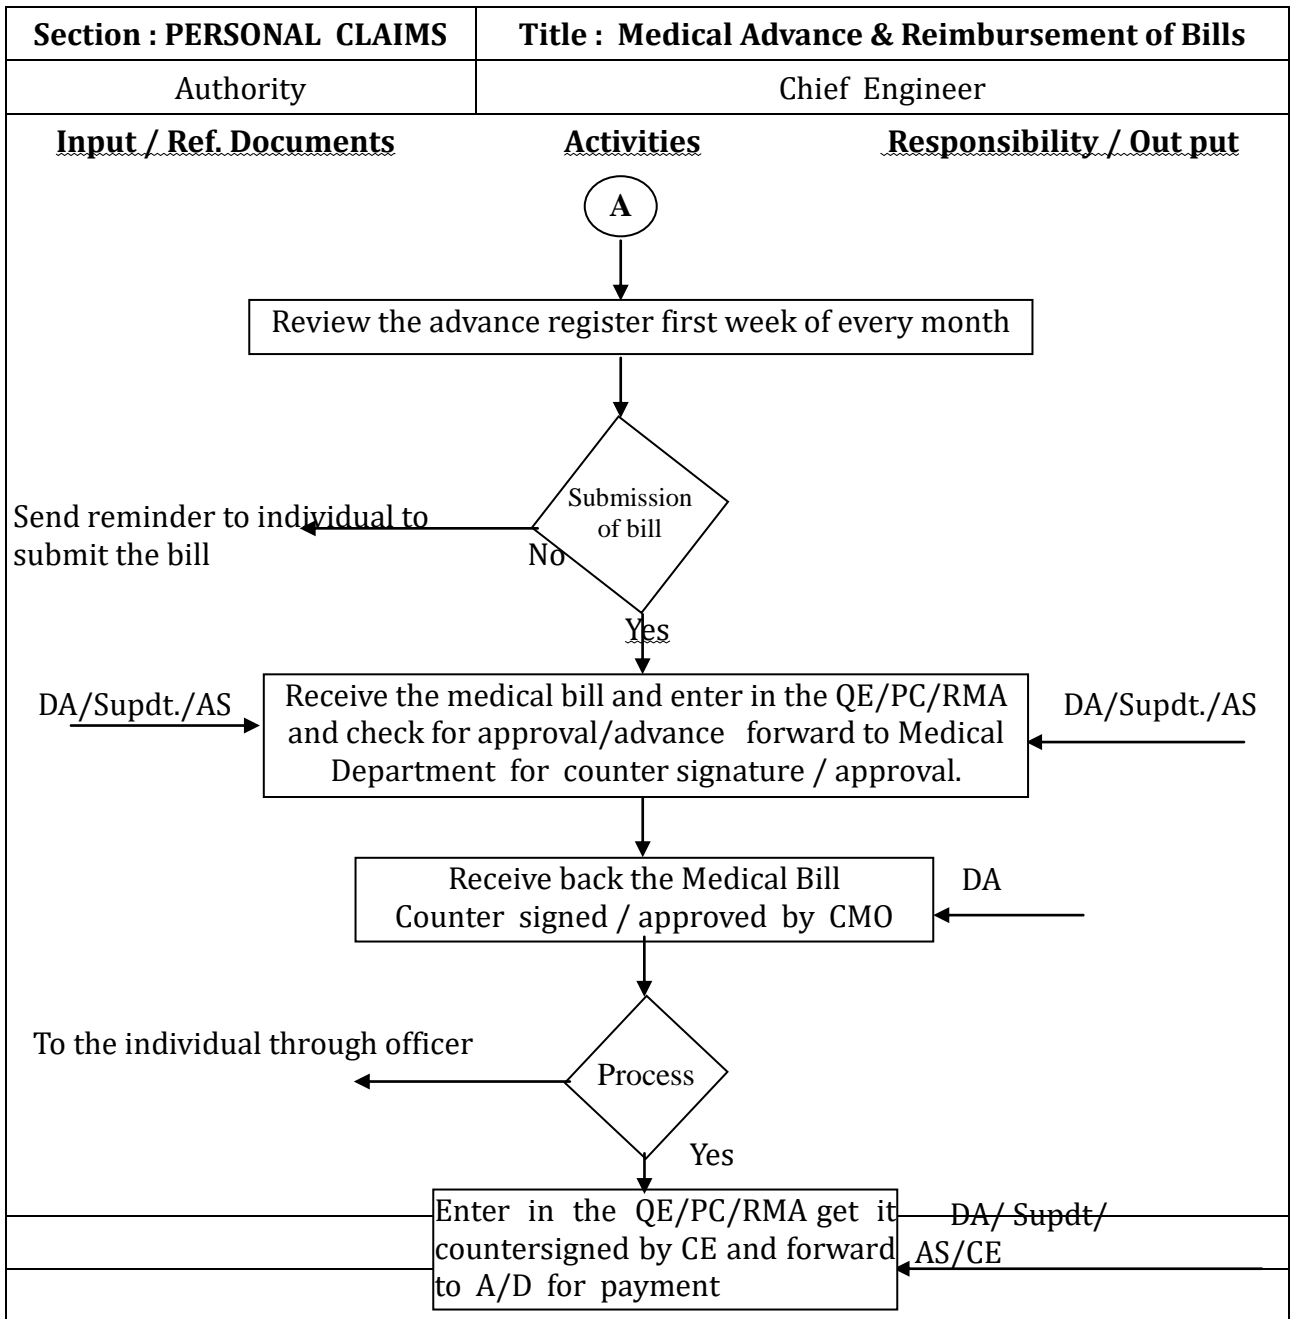 Section : PERSONAL CLAIMS
Title : Medical Advance & Reimbursement of Bills
Authority
Chief Engineer
Input / Ref. Documents
Activities
Responsibility / Out put
A
Review the advance register first week of every month
Submission
of bill
Send reminder to individual to
submit the bill
No
Yes
DA/Supdt./AS
Receive the medical bill and enter in the QE/PC/RMA
and check for approval/advance forward to Medical
Department for counter signature / approval.
DA/Supdt./AS
Receive back the Medical Bill
Counter signed / approved by CMO
DA
To the individual through officer
Process
Yes
Enter in the QE/PC/RMA get it
countersigned by CE and forward
to A/D for payment
DA/ Supdt/
AS/CE